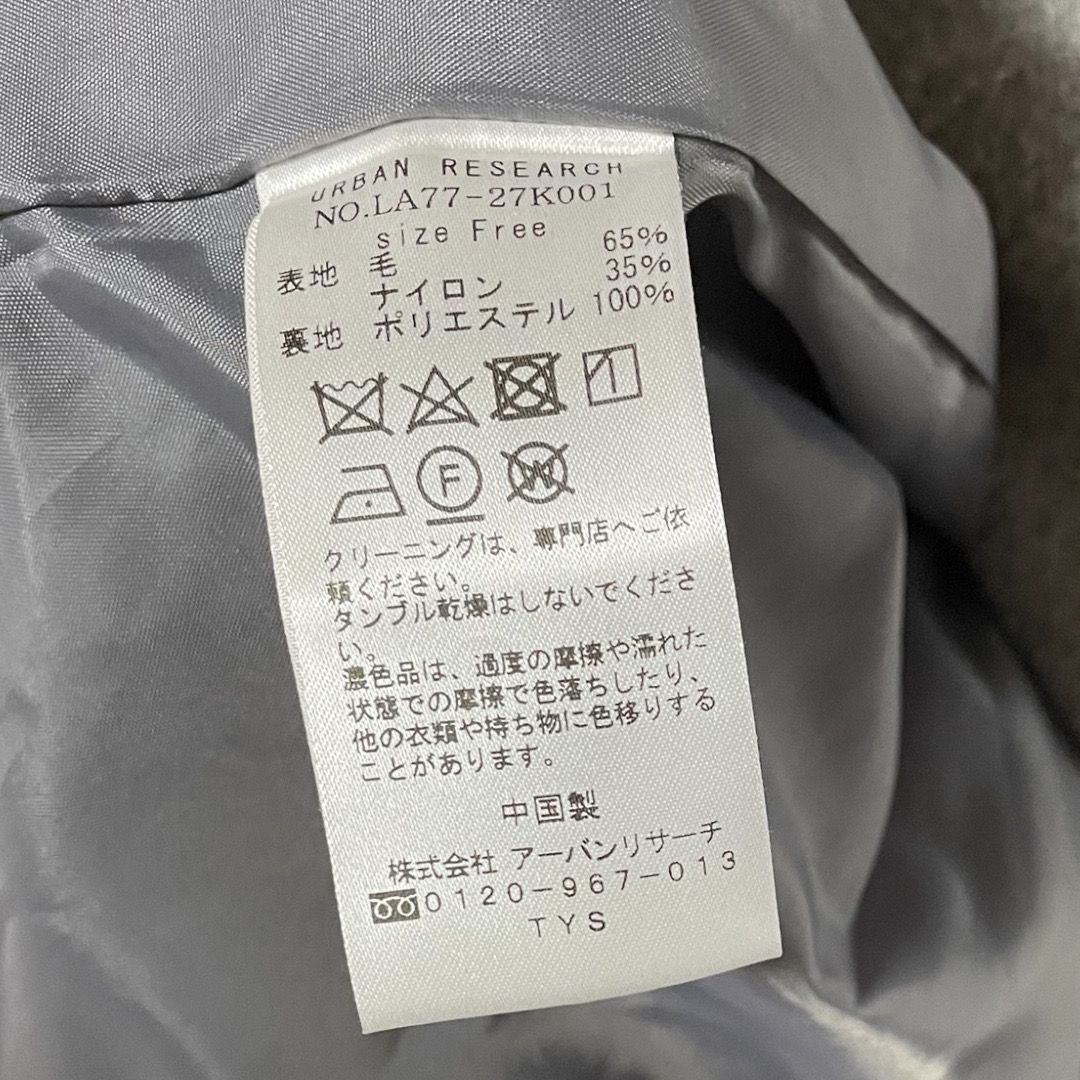 URBAN RESEARCH
NO.LA77-27K001
size Free
表地 毛 65%
ナイロン 35%
裏地 ポリエステル 100%
F
W
クリーニングは、専門店へご依
頼ください。
タンブル乾燥はしないでくださ
い。
濃色品は、過度の摩擦や濡れた
状態での摩擦で色落ちしたり、
他の衣類や持ち物に色移りする
ことがあります。
中国製
株式会社 アーバンリサーチ
0120-967-013
TYS